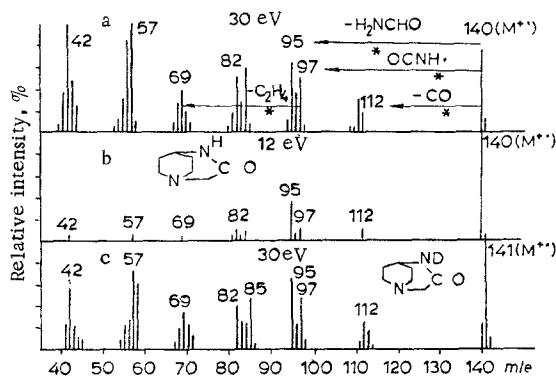 a
30 eV
-H₂NCHO
140(M⁺·)
42
57
95
*
OCNH·
82
97
*
69
-C₂H₄
*
112
-CO
*
Relative intensity, %
b
12 eV
140(M⁺·)
H
N
C O
N
95
42
57
69
82
97
112
c
30 eV
141(M⁺·)
ND
C O
N
42
57
95
82
85
97
69
112
40 50 60 70 80 90 100 110 120 130 140 m/e